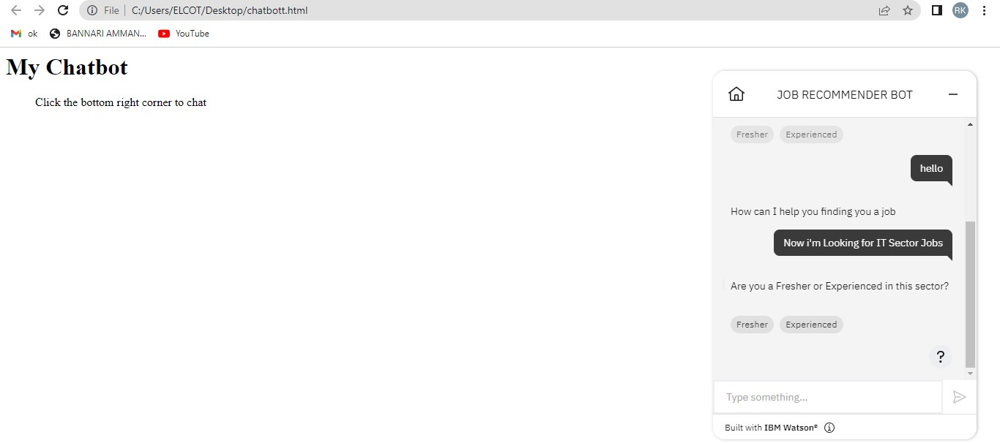 File C:/Users/ELCOT/Desktop/chatbott.html
RK
ok BANNARI AMMAN... YouTube
My Chatbot
Click the bottom right corner to chat
JOB RECOMMENDER BOT
Fresher Experienced
hello
How can I help you finding you a job
Now i'm Looking for IT Sector Jobs
Are you a Fresher or Experienced in this sector?
Fresher Experienced
?
Type something...
Built with IBM Watson®